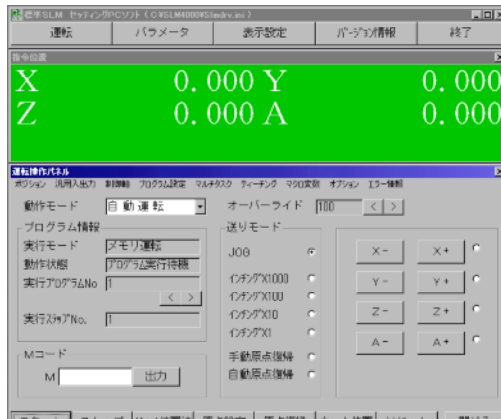 標準SLM セッティングPCソフト ( C:¥SLM4000¥Slmdrv.ini )
運転 パラメータ 表示設定 バージョン情報 終了
指令位置
X 0.000 Y 0.000
Z 0.000 A 0.000
運転操作パネル
ポジション 汎用入出力 制御軸 プログラム設定 マルチタスク ティーチング マクロ変数 オプション エラー情報
動作モード 自動運転 オーバーライド 100 < >
プログラム情報
実行モード メモリ運転
動作状態 プログラム実行待機
実行プログラムNo 1
< >
実行ステップNo. 1
Mコード
M 出力
送りモード
JOG
インチングX1000
インチングX100
インチングX10
インチングX1
手動原点復帰
自動原点復帰
X- X+
Y- Y+
Z- Z+
A- A+